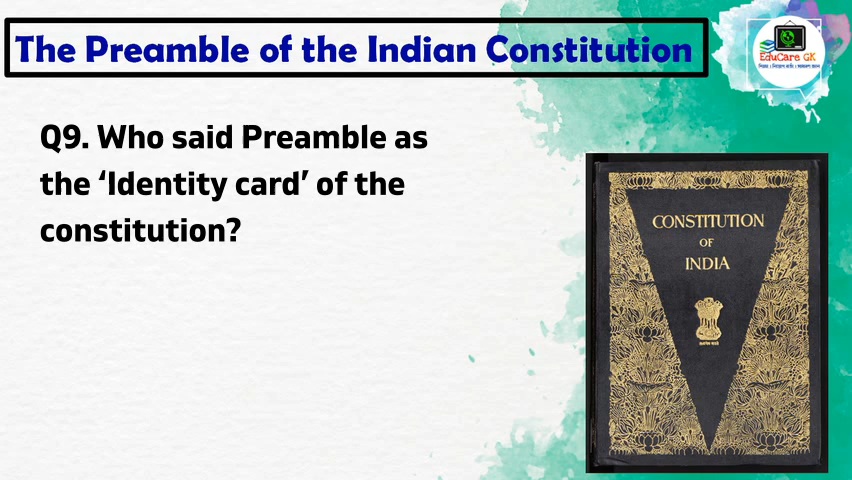 The Preamble of the Indian Constitution
EduCare GK
Q9. Who said Preamble as
the ‘Identity card’ of the
constitution?
CONSTITUTION
OF
INDIA